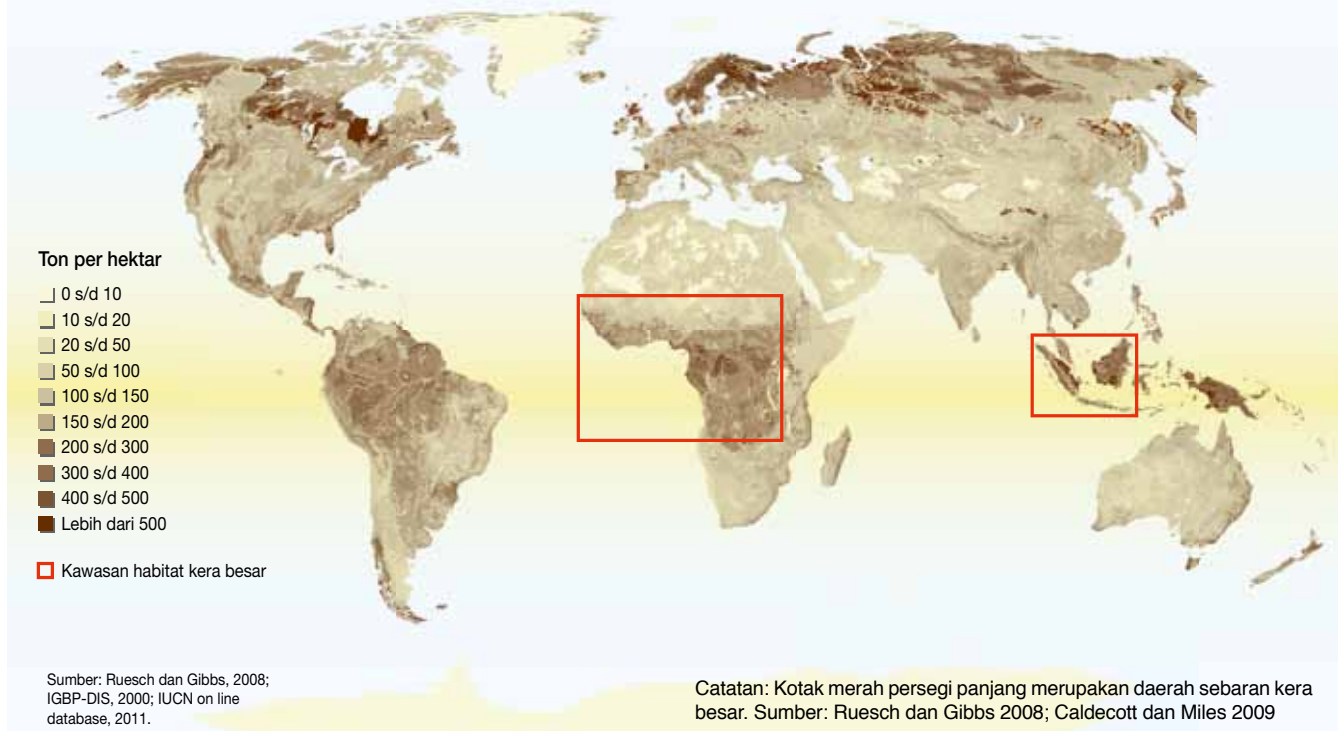 Ton per hektar
0 s/d 10
10 s/d 20
20 s/d 50
50 s/d 100
100 s/d 150
150 s/d 200
200 s/d 300
300 s/d 400
400 s/d 500
Lebih dari 500
Kawasan habitat kera besar
Sumber: Ruesch dan Gibbs, 2008;
IGBP-DIS, 2000; IUCN on line
database, 2011.
Catatan: Kotak merah persegi panjang merupakan daerah sebaran kera
besar. Sumber: Ruesch dan Gibbs 2008; Caldecott dan Miles 2009